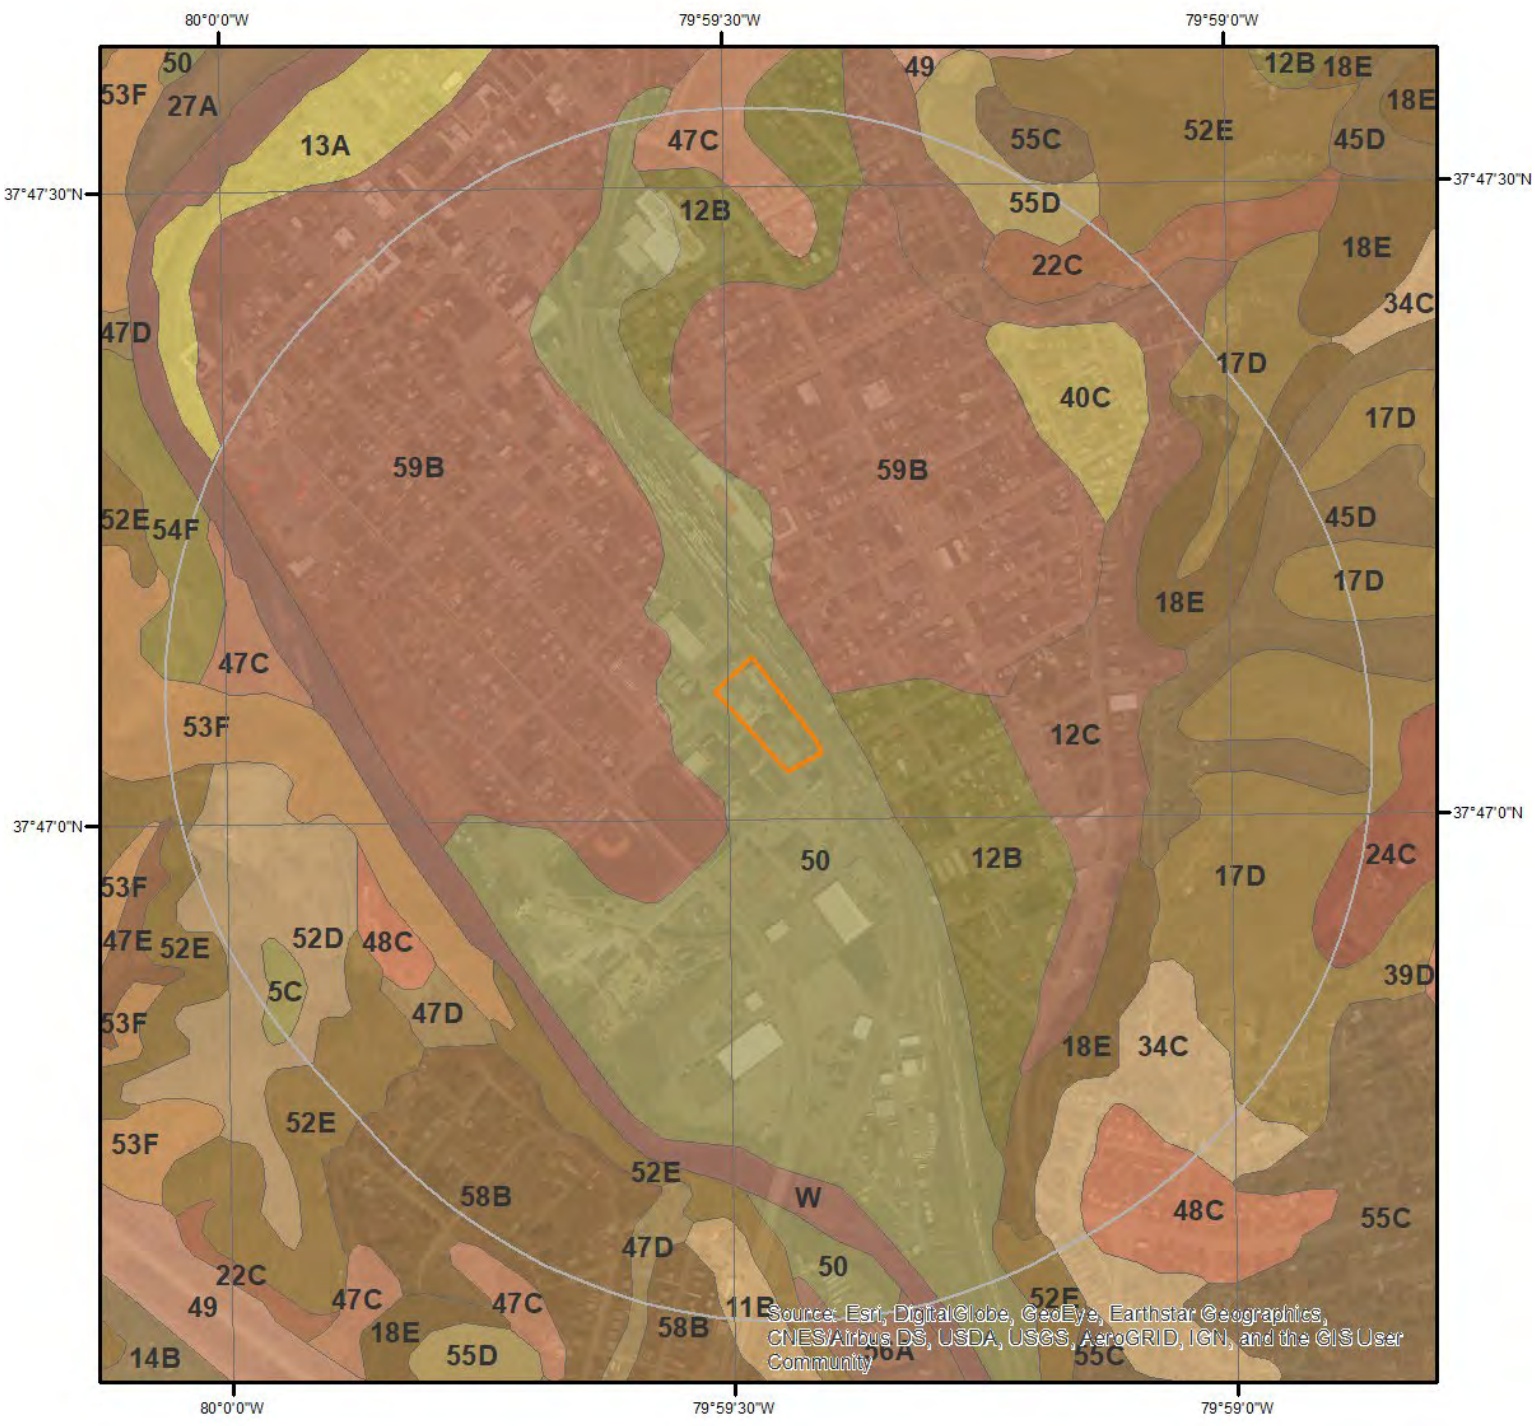 80°0'0"W 79°59'30"W 79°59'0"W
50 49 12B 18E
53F 27A 18E
13A 47C 55C 52E 45D
37°47'30"N 37°47'30"N
12B 55D
22C 18E
47D 34C
17D
40C 17D
59B 59B
52E 54F 45D
17D
18E
47C
53F 12C
37°47'0"N 37°47'0"N
50 12B 24C
53F 17D
47E 52E 52D 48C
5C 39D
53F 47D
18E 34C
52E
53F
52E
58B W 48C 55C
47D
22C 50
49 47C 47C 11B 52E
Source: Esri, DigitalGlobe, GeoEye, Earthstar Geographics,
18E 58B
CNES/Airbus DS, USDA, USGS, AeroGRID, IGN, and the GIS User
14B 55D 56A 55C
Community
80°0'0"W 79°59'30"W 79°59'0"W